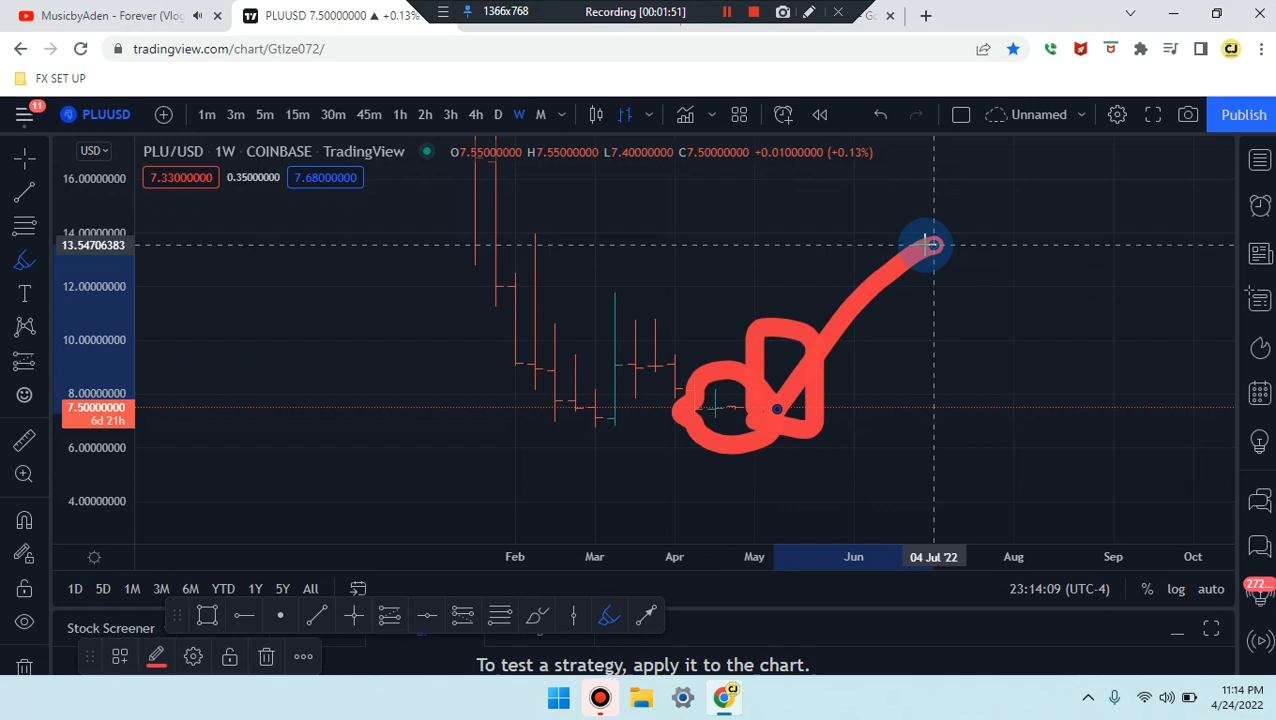 MusicbyAden - Forever (Vlog
PLUUSD 7.50000000 ▲ +0.13%
1366x768
Recording [00:01:51]
tradingview.com/chart/GtIze072/
FX SET UP
11
PLUUSD
1m 3m 5m 15m 30m 45m 1h 2h 3h 4h D W M
Unnamed
Publish
USD
PLU/USD · 1W · COINBASE · TradingView
O7.55000000 H7.55000000 L7.40000000 C7.50000000 +0.01000000 (+0.13%)
7.33000000 0.35000000 7.68000000
16.00000000
14.00000000
13.54706383
12.00000000
10.00000000
8.00000000
7.50000000
6d 21h
6.00000000
4.00000000
Feb Mar Apr May Jun 04 Jul '22 Aug Sep Oct
1D 5D 1M 3M 6M YTD 1Y 5Y All
23:14:09 (UTC-4) % log auto
272...
Stock Screener
To test a strategy, apply it to the chart.
CJ
11:14 PM
4/24/2022